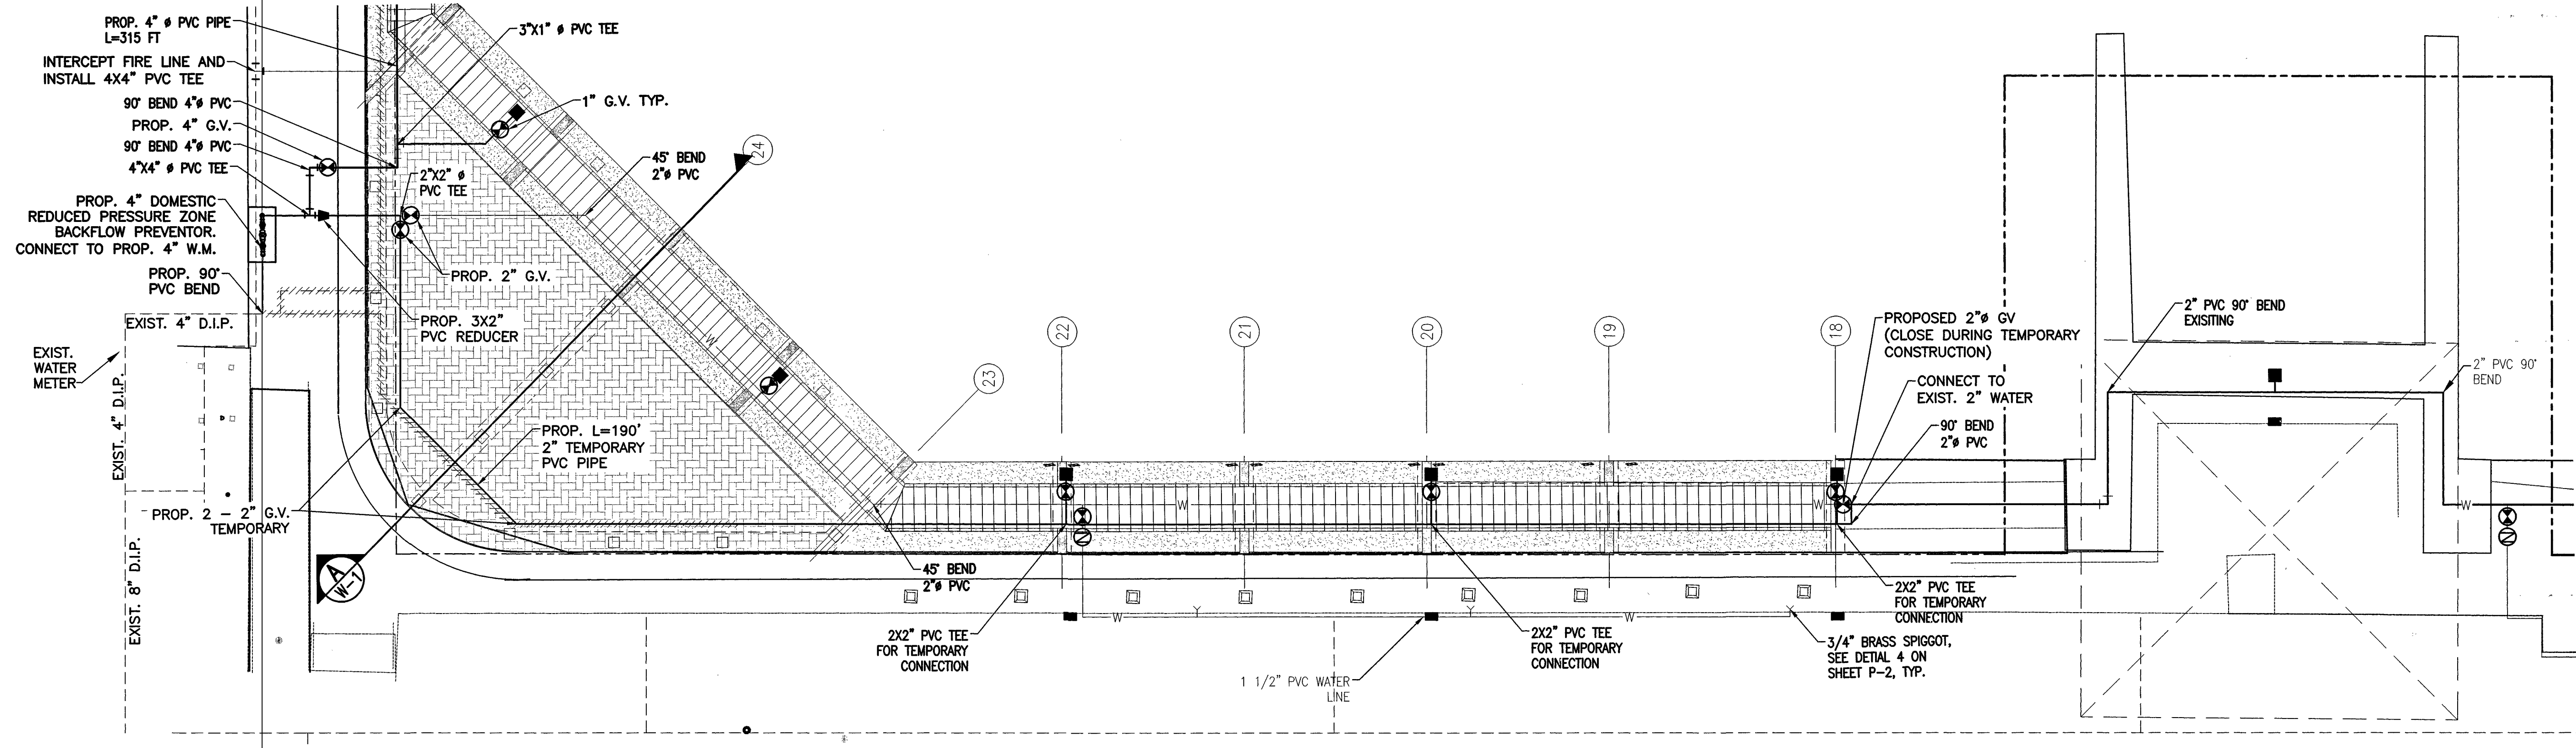 PROP. 4" ø PVC PIPE
L=315 FT
INTERCEPT FIRE LINE AND
INSTALL 4X4" PVC TEE
90° BEND 4"ø PVC
PROP. 4" G.V.
90° BEND 4"ø PVC
4"X4" ø PVC TEE
PROP. 4" DOMESTIC
REDUCED PRESSURE ZONE
BACKFLOW PREVENTOR.
CONNECT TO PROP. 4" W.M.
PROP. 90°
PVC BEND
EXIST. 4" D.I.P.
EXIST.
WATER
METER
EXIST. 4" D.I.P.
EXIST. 8" D.I.P.
PROP. 2 - 2" G.V.
TEMPORARY
A
W-1
3"X1" ø PVC TEE
1" G.V. TYP.
2"X2" ø
PVC TEE
45° BEND
2"ø PVC
24
PROP. 2" G.V.
PROP. 3X2"
PVC REDUCER
W
PROP. L=190'
2" TEMPORARY
PVC PIPE
23
22
21
20
19
18
45° BEND
2"ø PVC
W
W
2X2" PVC TEE
FOR TEMPORARY
CONNECTION
W
W
1 1/2" PVC WATER
LINE
2X2" PVC TEE
FOR TEMPORARY
CONNECTION
PROPOSED 2"ø GV
(CLOSE DURING TEMPORARY
CONSTRUCTION)
CONNECT TO
EXIST. 2" WATER
90° BEND
2"ø PVC
2X2" PVC TEE
FOR TEMPORARY
CONNECTION
3/4" BRASS SPIGGOT,
SEE DETIAL 4 ON
SHEET P-2, TYP.
2" PVC 90° BEND
EXISITING
2" PVC 90°
BEND
W